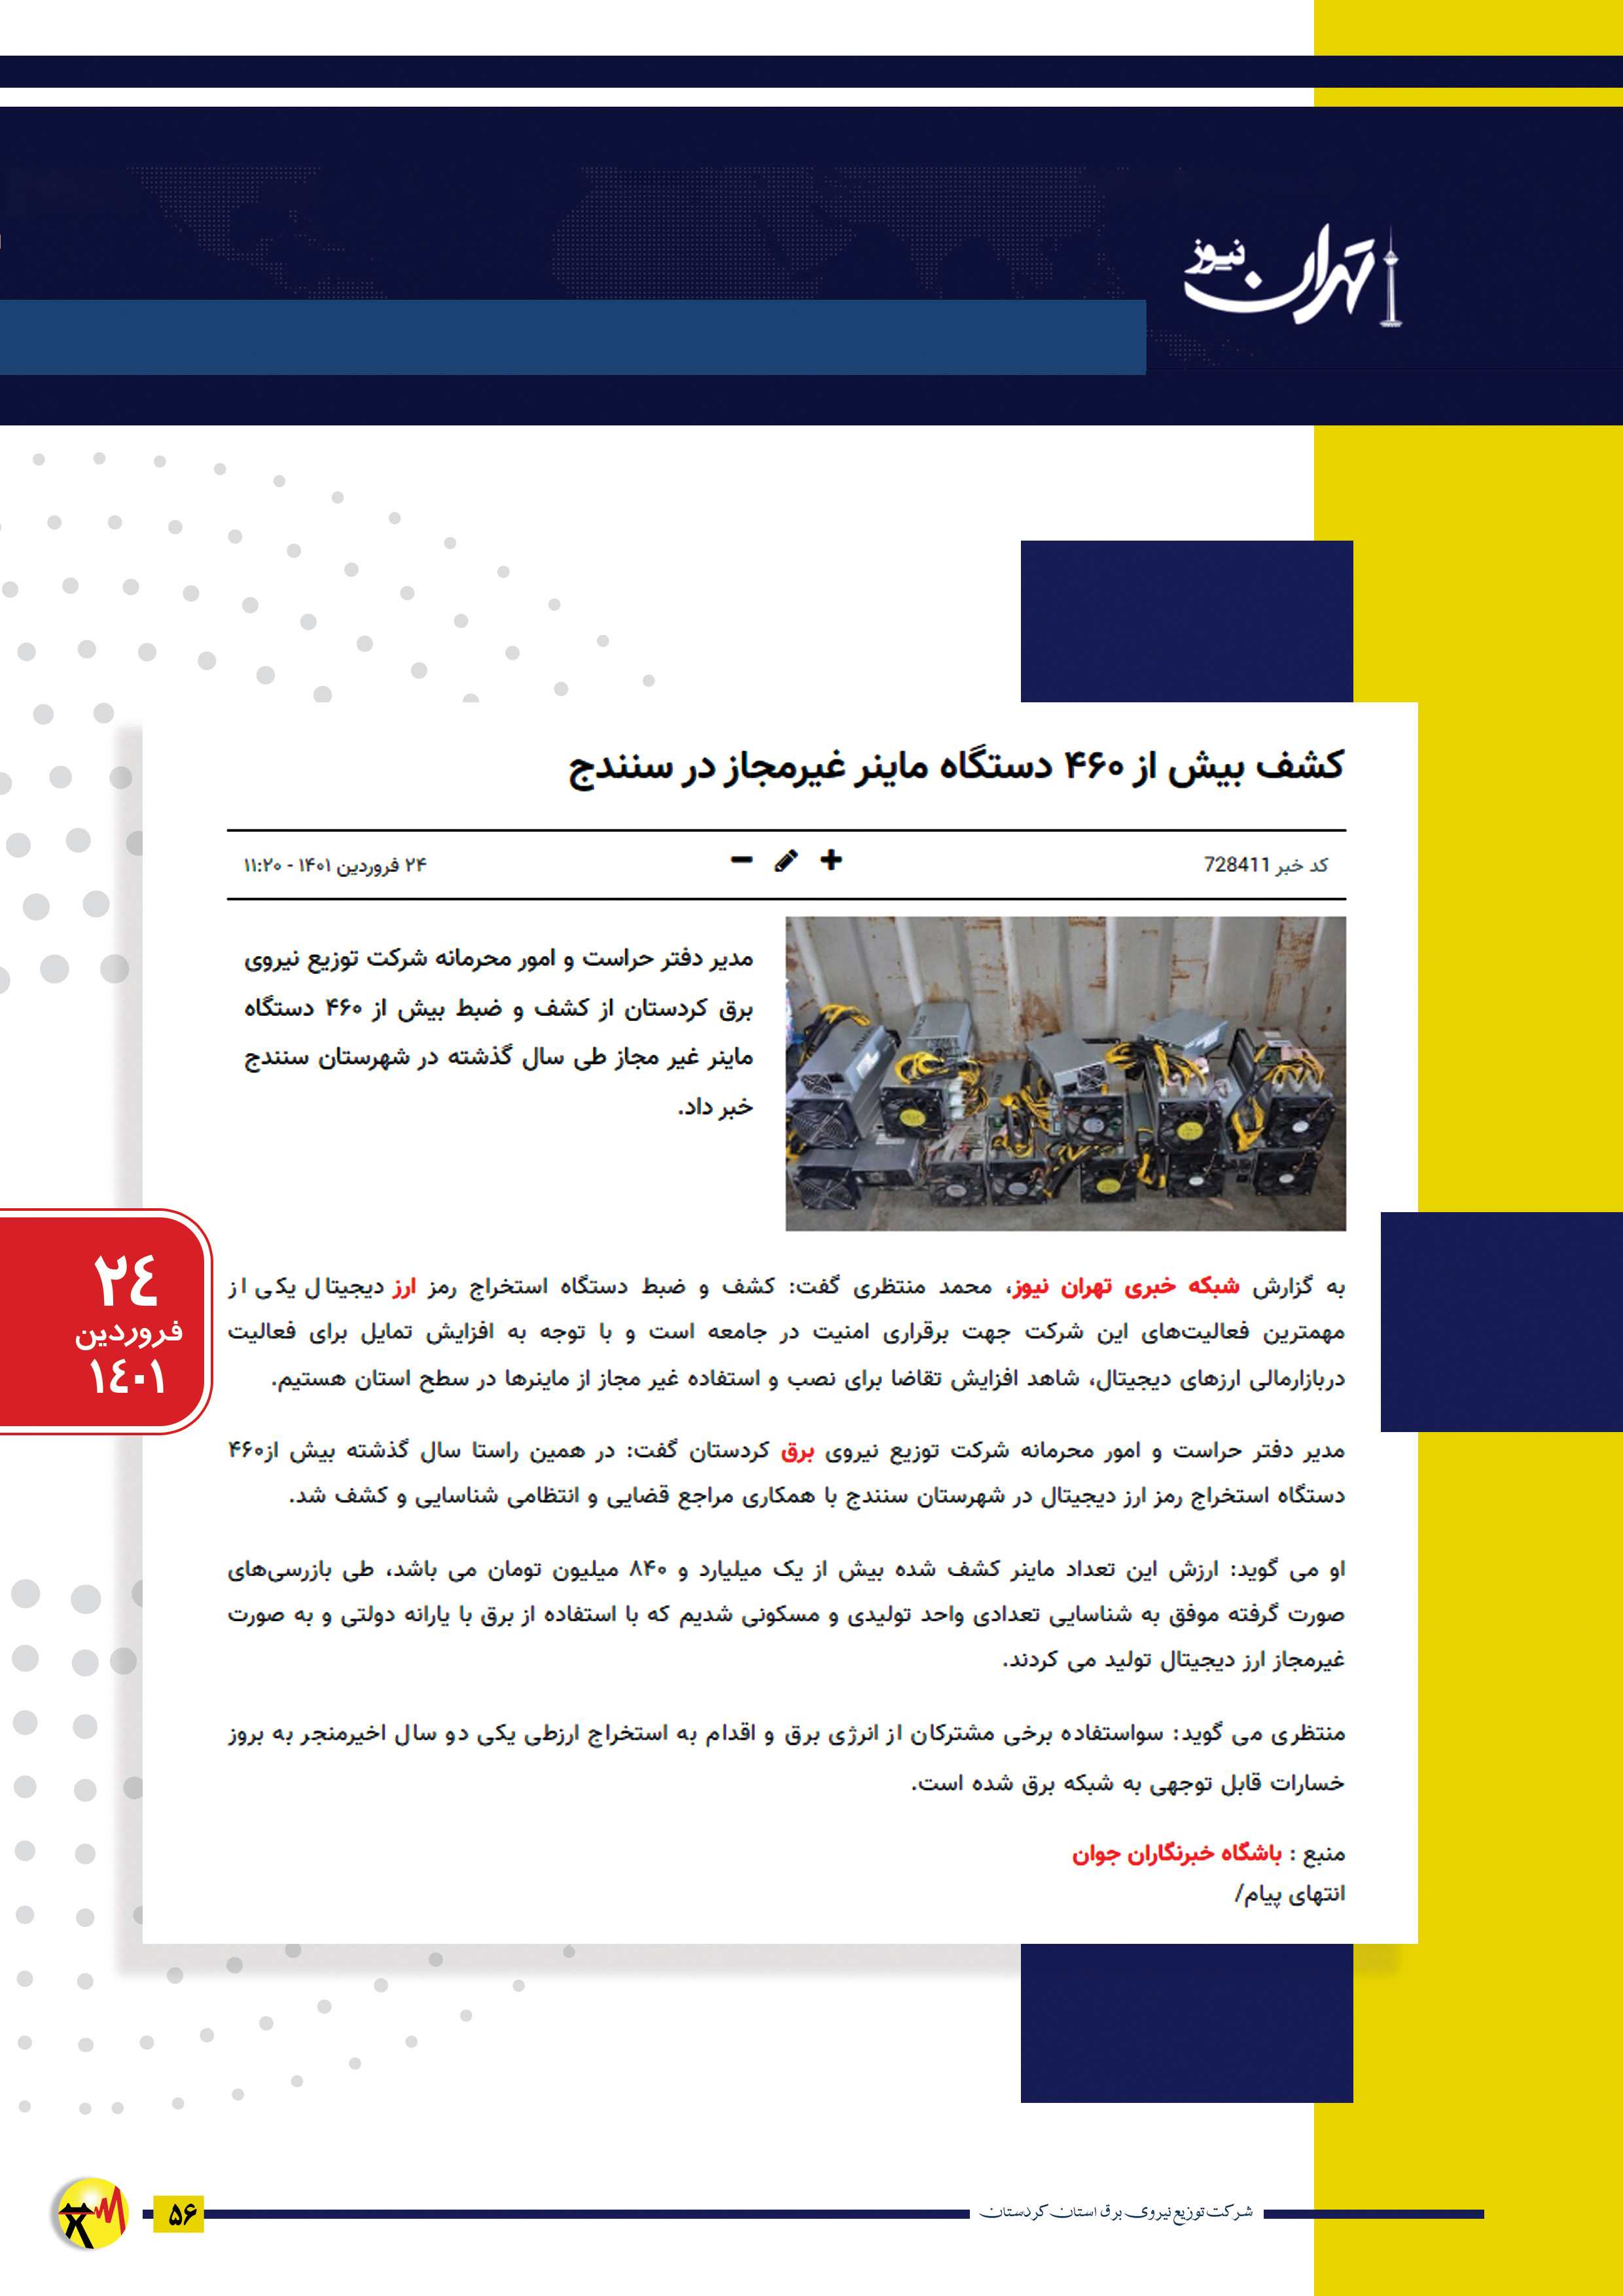 تهران نیوز
کشف بیش از ۴۶۰ دستگاه ماینر غیرمجاز در سنندج
کد خبر 728411
۲۴ فروردین ۱۴۰۱ - ۱۱:۲۰
مدیر دفتر حراست و امور محرمانه شرکت توزیع نیروی
برق کردستان از کشف و ضبط بیش از ۴۶۰ دستگاه
ماینر غیر مجاز طی سال گذشته در شهرستان سنندج
خبر داد.
به گزارش شبکه خبری تهران نیوز، محمد منتظری گفت: کشف و ضبط دستگاه استخراج رمز ارز دیجیتال یکی از
مهمترین فعالیت‌های این شرکت جهت برقراری امنیت در جامعه است و با توجه به افزایش تمایل برای فعالیت
دربازارمالی ارزهای دیجیتال، شاهد افزایش تقاضا برای نصب و استفاده غیر مجاز از ماینرها در سطح استان هستیم.
مدیر دفتر حراست و امور محرمانه شرکت توزیع نیروی برق کردستان گفت: در همین راستا سال گذشته بیش از۴۶۰
دستگاه استخراج رمز ارز دیجیتال در شهرستان سنندج با همکاری مراجع قضایی و انتظامی شناسایی و کشف شد.
او می گوید: ارزش این تعداد ماینر کشف شده بیش از یک میلیارد و ۸۴۰ میلیون تومان می باشد، طی بازرسی‌های
صورت گرفته موفق به شناسایی تعدادی واحد تولیدی و مسکونی شدیم که با استفاده از برق با یارانه دولتی و به صورت
غیرمجاز ارز دیجیتال تولید می کردند.
منتظری می گوید: سواستفاده برخی مشترکان از انرژی برق و اقدام به استخراج ارزطی یکی دو سال اخیرمنجر به بروز
خسارات قابل توجهی به شبکه برق شده است.
منبع : باشگاه خبرنگاران جوان
انتهای پیام/
٢٤
فروردین
١٤٠١
شرکت توزیع نیروی برق استان کردستان
۵۶